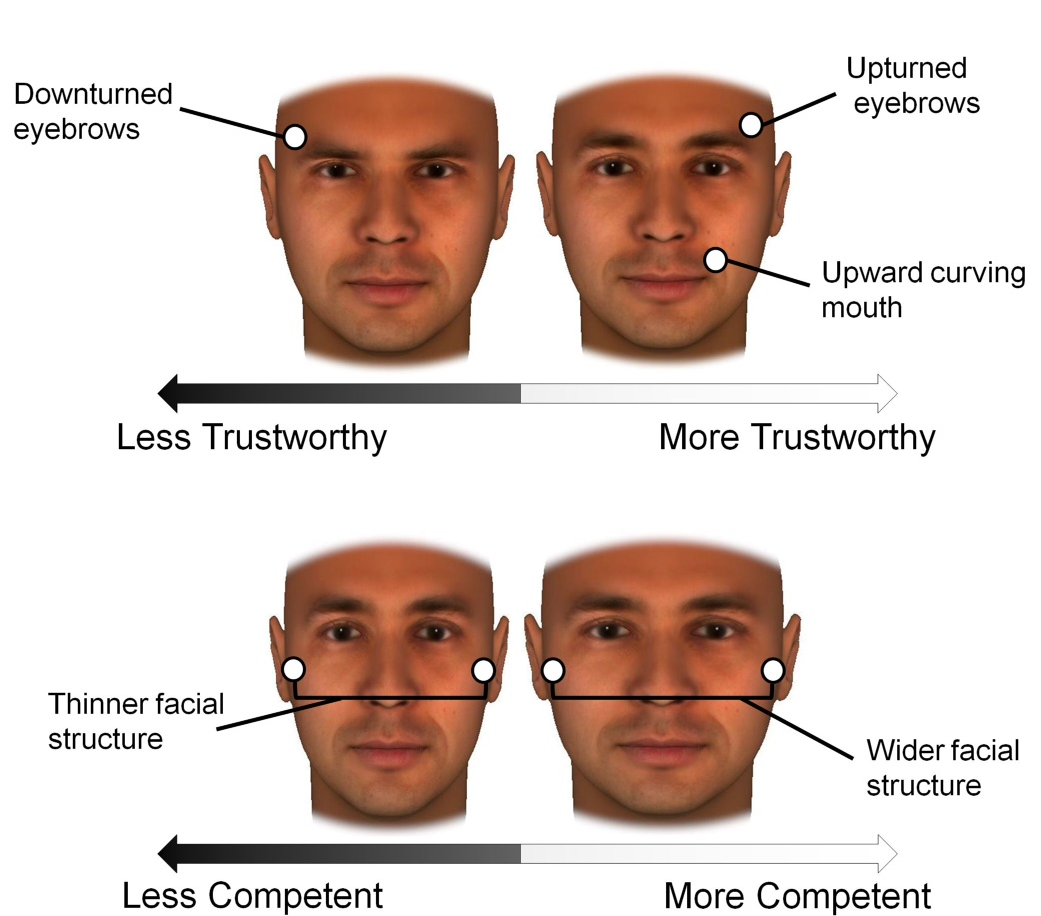 Downturned
eyebrows
Upturned
eyebrows
Upward curving
mouth
Less Trustworthy
More Trustworthy
Thinner facial
structure
Wider facial
structure
Less Competent
More Competent